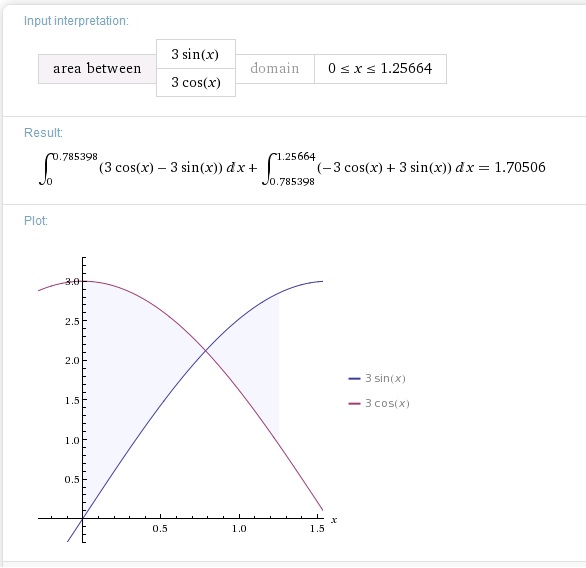 Input interpretation:
area between
3 sin(x)
3 cos(x)
domain
0 ≤ x ≤ 1.25664
Result:
∫₀^0.785398 (3 cos(x) − 3 sin(x)) dx + ∫_0.785398^1.25664 (−3 cos(x) + 3 sin(x)) dx = 1.70506
Plot:
3.0
2.5
2.0
1.5
1.0
0.5
0.5 1.0 1.5 x
3 sin(x)
3 cos(x)